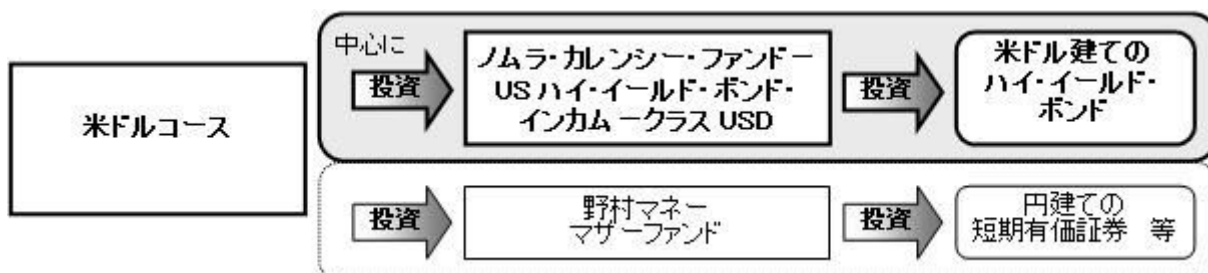 米ドルコース
中心に
投資
ノムラ・カレンシー・ファンドー
US ハイ・イールド・ボンド・
インカム ークラス USD
投資
米ドル建ての
ハイ・イールド・
ボンド
投資
野村マネー
マザーファンド
投資
円建ての
短期有価証券 等